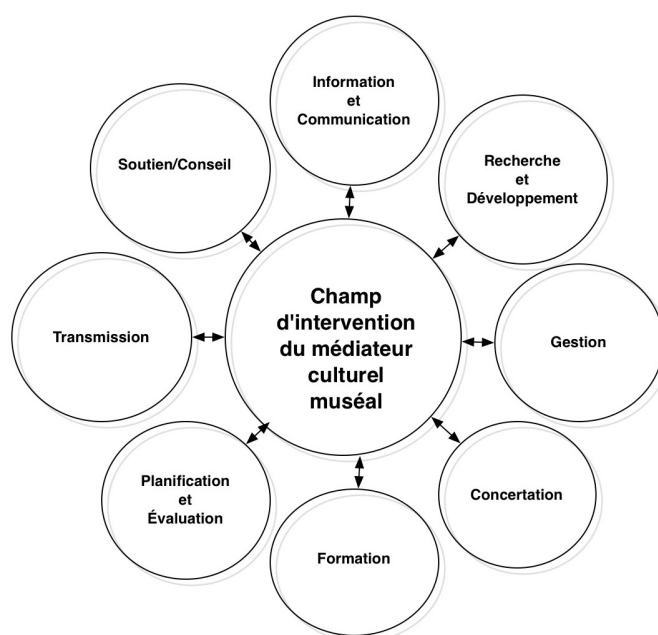 Information
et
Communication
Recherche
et
Développement
Soutien/Conseil
Champ
d'intervention
du médiateur
culturel
muséal
Transmission
Gestion
Planification
et
Évaluation
Concertation
Formation